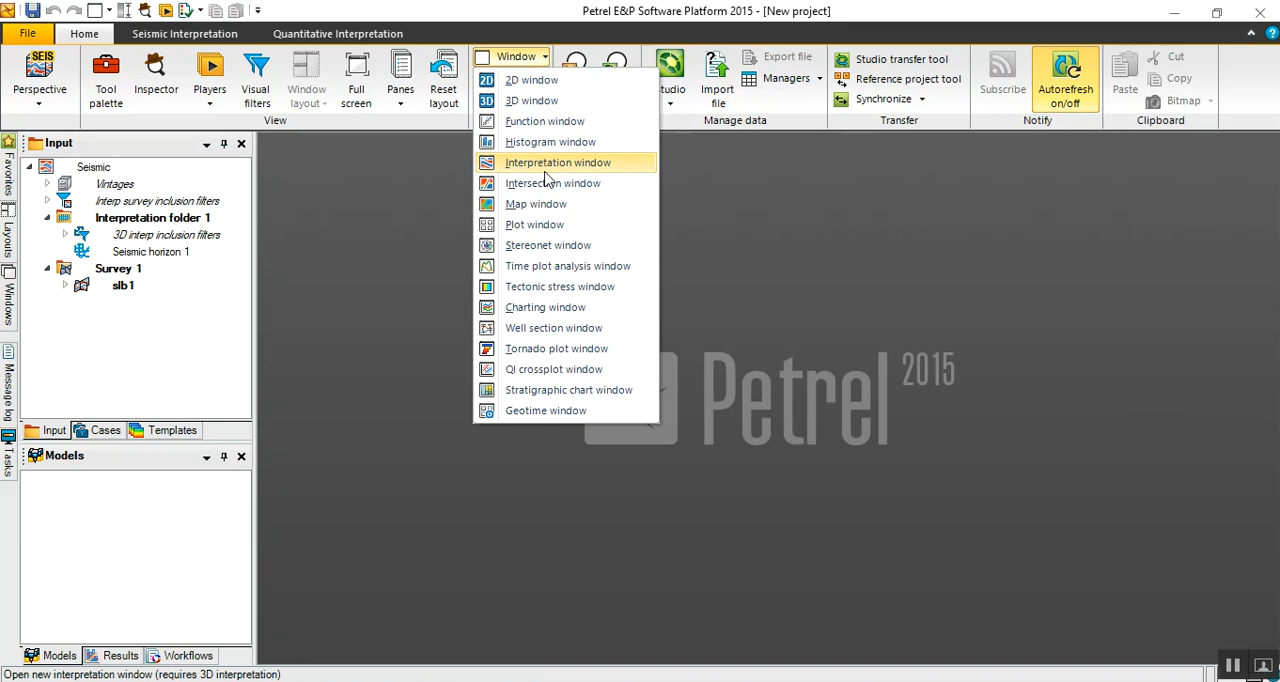 Petrel E&P Software Platform 2015 - [New project]
File
Home
Seismic Interpretation
Quantitative Interpretation
Perspective
Tool palette
Inspector
Players
Visual filters
Window layout
Full screen
Panes
Reset layout
View
Window
Import file
Export file
Managers
Manage data
Studio transfer tool
Reference project tool
Synchronize
Transfer
Subscribe
Autorefresh on/off
Notify
Paste
Cut
Copy
Bitmap
Clipboard
2D window
3D window
Function window
Histogram window
Interpretation window
Intersection window
Map window
Plot window
Stereonet window
Time plot analysis window
Tectonic stress window
Charting window
Well section window
Tornado plot window
QI crossplot window
Stratigraphic chart window
Geotime window
Favorites
Layouts
Windows
Message log
Tasks
Input
Seismic
Vintages
Interp survey inclusion filters
Interpretation folder 1
3D interp inclusion filters
Seismic horizon 1
Survey 1
slb1
Input
Cases
Templates
Models
Models
Results
Workflows
Petrel 2015
Open new interpretation window (requires 3D interpretation)